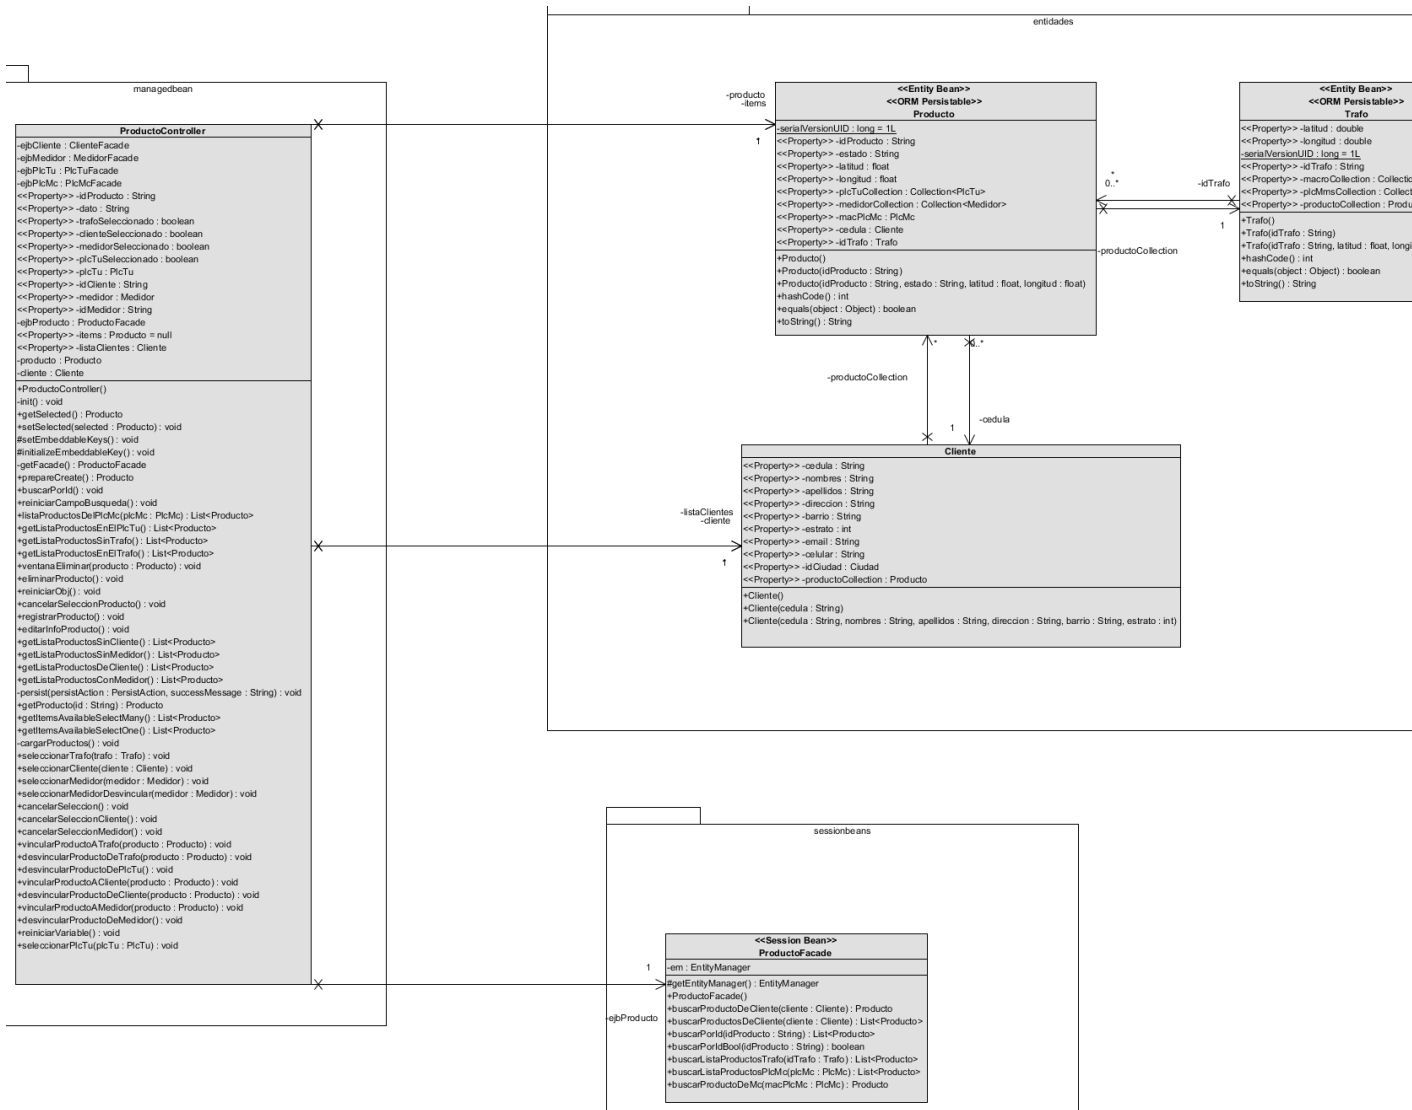 entidades
managedbean
ProductoController
-ejbCliente : ClienteFacade
-ejbMedidor : MedidorFacade
-ejbPlcTu : PlcTuFacade
-ejbPlcMc : PlcMcFacade
<<Property>> -idProducto : String
<<Property>> -dato : String
<<Property>> -trafoSeleccionado : boolean
<<Property>> -clienteSeleccionado : boolean
<<Property>> -medidorSeleccionado : boolean
<<Property>> -plcTuSeleccionado : boolean
<<Property>> -plcTu : PlcTu
<<Property>> -idCliente : String
<<Property>> -medidor : Medidor
<<Property>> -idMedidor : String
-ejbProducto : ProductoFacade
<<Property>> -items : Producto = null
<<Property>> -listaClientes : Cliente
-producto : Producto
-cliente : Cliente
+ProductoController()
-init() : void
+getSelected() : Producto
+setSelected(selected : Producto) : void
#setEmbeddableKeys() : void
#initializeEmbeddableKey() : void
-getFacade() : ProductoFacade
+prepareCreate() : Producto
+buscarPorId() : void
+reiniciarCampoBusqueda() : void
+listaProductosDelPlcMc(plcMc : PlcMc) : List<Producto>
+getListaProductosEnElPlcTu() : List<Producto>
+getListaProductosSinTrafo() : List<Producto>
+getListaProductosEnElTrafo() : List<Producto>
+ventanaEliminar(producto : Producto) : void
+eliminarProducto() : void
+reiniciarObj() : void
+cancelarSeleccionProducto() : void
+registrarProducto() : void
+editarInfoProducto() : void
+getListaProductosSinCliente() : List<Producto>
+getListaProductosSinMedidor() : List<Producto>
+getListaProductosDeCliente() : List<Producto>
+getListaProductosConMedidor() : List<Producto>
-persist(persistAction : PersistAction, successMessage : String) : void
+getProducto(id : String) : Producto
+getItemsAvailableSelectMany() : List<Producto>
+getItemsAvailableSelectOne() : List<Producto>
-cargarProductos() : void
+seleccionarTrafo(trafo : Trafo) : void
+seleccionarCliente(cliente : Cliente) : void
+seleccionarMedidor(medidor : Medidor) : void
+seleccionarMedidorDesvincular(medidor : Medidor) : void
+cancelarSeleccion() : void
+cancelarSeleccionCliente() : void
+cancelarSeleccionMedidor() : void
+vincularProductoATrafo(producto : Producto) : void
+desvincularProductoDeTrafo(producto : Producto) : void
+desvincularProductoDePlcTu() : void
+vincularProductoACliente(producto : Producto) : void
+desvincularProductoDeCliente(producto : Producto) : void
+vincularProductoAMedidor(producto : Producto) : void
+desvincularProductoDeMedidor() : void
+reiniciarVariable() : void
+seleccionarPlcTu(plcTu : PlcTu) : void
-producto
-items
1
<<Entity Bean>>
<<ORM Persistable>>
Producto
-serialVersionUID : long = 1L
<<Property>> -idProducto : String
<<Property>> -estado : String
<<Property>> -latitud : float
<<Property>> -longitud : float
<<Property>> -plcTuCollection : Collection<PlcTu>
<<Property>> -medidorCollection : Collection<Medidor>
<<Property>> -macPlcMc : PlcMc
<<Property>> -cedula : Cliente
<<Property>> -idTrafo : Trafo
+Producto()
+Producto(idProducto : String)
+Producto(idProducto : String, estado : String, latitud : float, longitud : float)
+hashCode() : int
+equals(object : Object) : boolean
+toString() : String
*
0..*
-idTrafo
1
-productoCollection
<<Entity Bean>>
<<ORM Persistable>>
Trafo
<<Property>> -latitud : double
<<Property>> -longitud : double
-serialVersionUID : long = 1L
<<Property>> -idTrafo : String
<<Property>> -macroCollection : Collectio
<<Property>> -plcMmsCollection : Collect
<<Property>> -productoCollection : Produ
+Trafo()
+Trafo(idTrafo : String)
+Trafo(idTrafo : String, latitud : float, longi
+hashCode() : int
+equals(object : Object) : boolean
+toString() : String
*
0..*
-productoCollection
-cedula
1
-listaClientes
-cliente
1
Cliente
<<Property>> -cedula : String
<<Property>> -nombres : String
<<Property>> -apellidos : String
<<Property>> -direccion : String
<<Property>> -barrio : String
<<Property>> -estrato : int
<<Property>> -email : String
<<Property>> -celular : String
<<Property>> -idCiudad : Ciudad
<<Property>> -productoCollection : Producto
+Cliente()
+Cliente(cedula : String)
+Cliente(cedula : String, nombres : String, apellidos : String, direccion : String, barrio : String, estrato : int)
sessionbeans
1
-ejbProducto
<<Session Bean>>
ProductoFacade
-em : EntityManager
#getEntityManager() : EntityManager
+ProductoFacade()
+buscarProductoDeCliente(cliente : Cliente) : Producto
+buscarProductosDeCliente(cliente : Cliente) : List<Producto>
+buscarPorId(idProducto : String) : List<Producto>
+buscarPorIdBool(idProducto : String) : boolean
+buscarListaProductosTrafo(idTrafo : Trafo) : List<Producto>
+buscarListaProductosPlcMc(plcMc : PlcMc) : List<Producto>
+buscarProductoDeMc(macPlcMc : PlcMc) : Producto